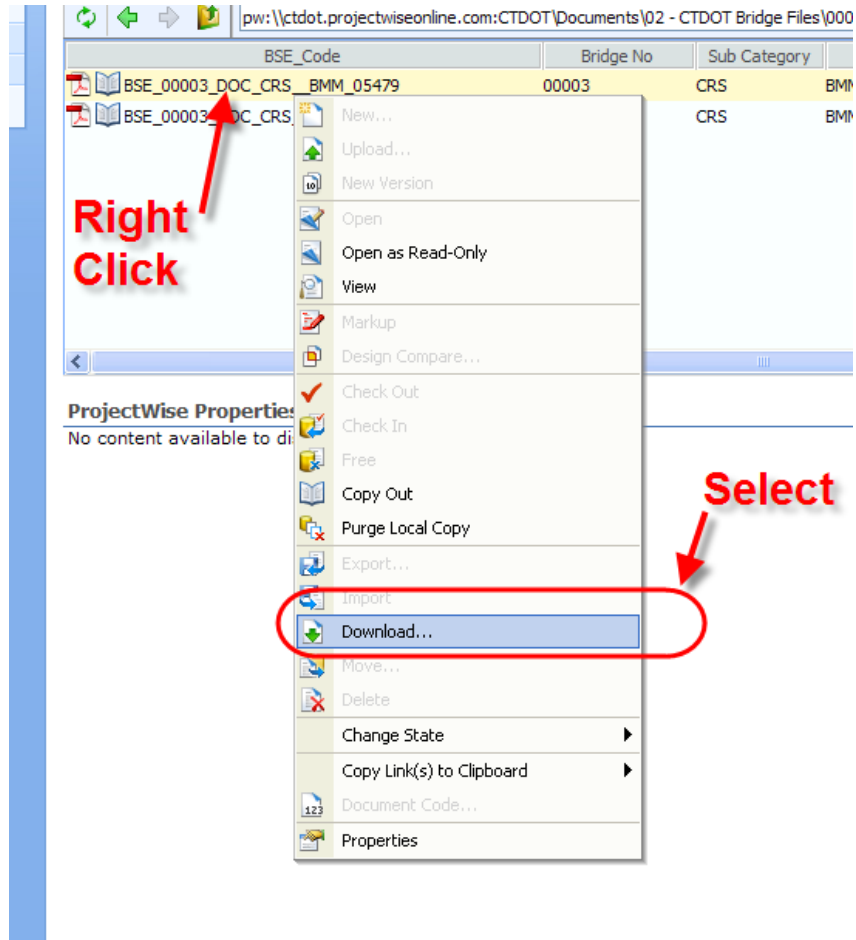 pw:\\ctdot.projectwiseonline.com:CTDOT\Documents\02 - CTDOT Bridge Files\000
BSE_Code Bridge No Sub Category
BSE_00003_DOC_CRS__BMM_05479 00003 CRS BMM
BSE_00003_DOC_CRS_ CRS BMM
Right
Click
New...
Upload...
New Version
Open
Open as Read-Only
View
Markup
Design Compare...
Check Out
Check In
Free
Copy Out
Purge Local Copy
Export...
Import
Download...
Move...
Delete
Change State
Copy Link(s) to Clipboard
Document Code...
Properties
ProjectWise Properties
No content available to di
Select